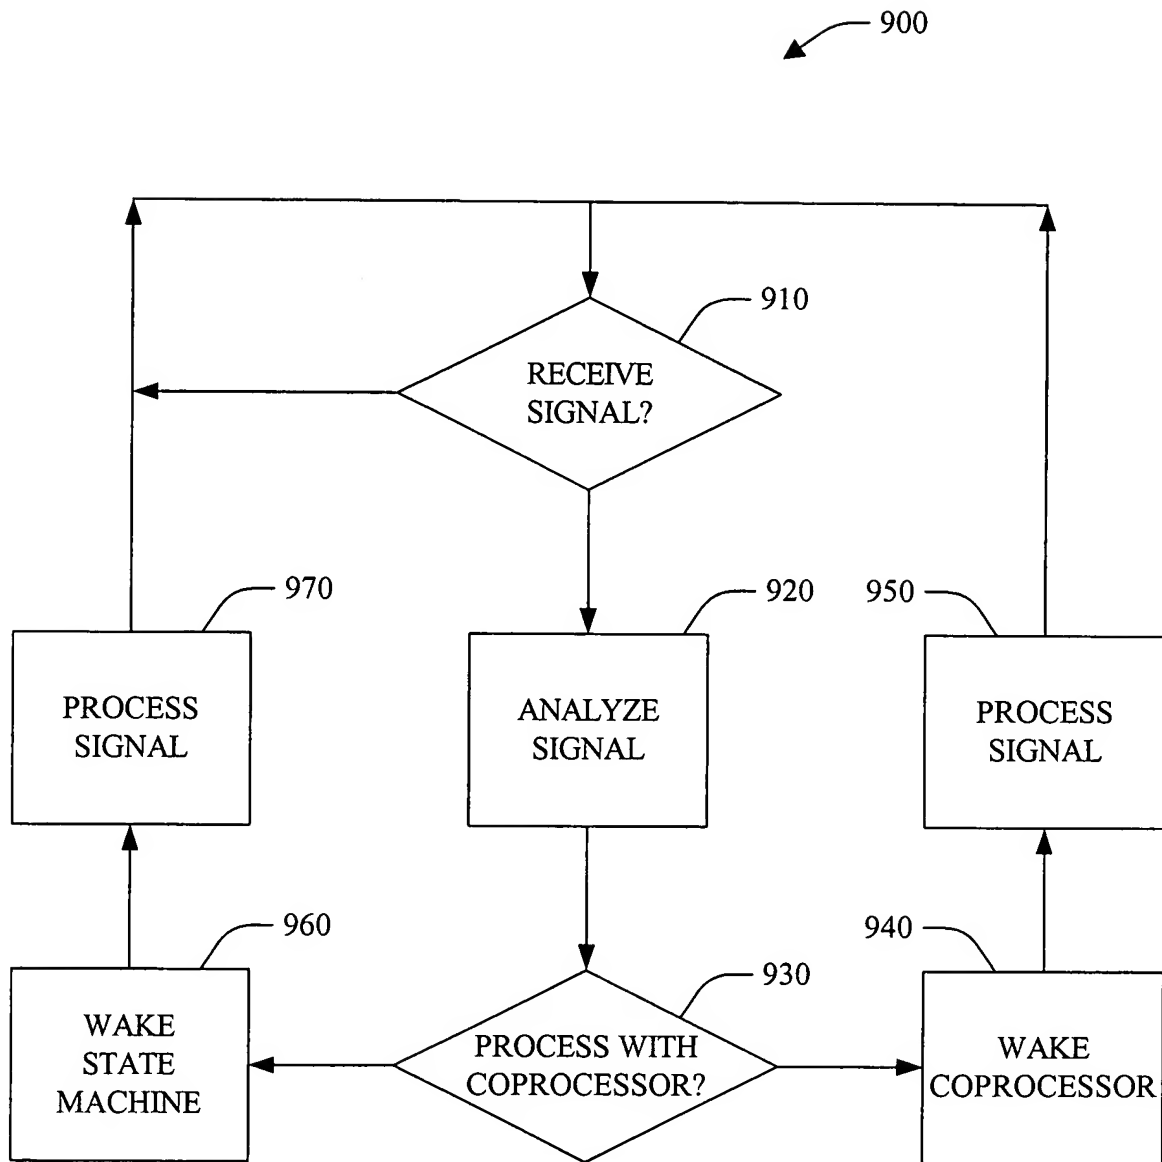 900
910
RECEIVE
SIGNAL?
970
920
950
PROCESS
SIGNAL
ANALYZE
SIGNAL
PROCESS
SIGNAL
960
940
930
WAKE
STATE
MACHINE
PROCESS WITH
COPROCESSOR?
WAKE
COPROCESSOR